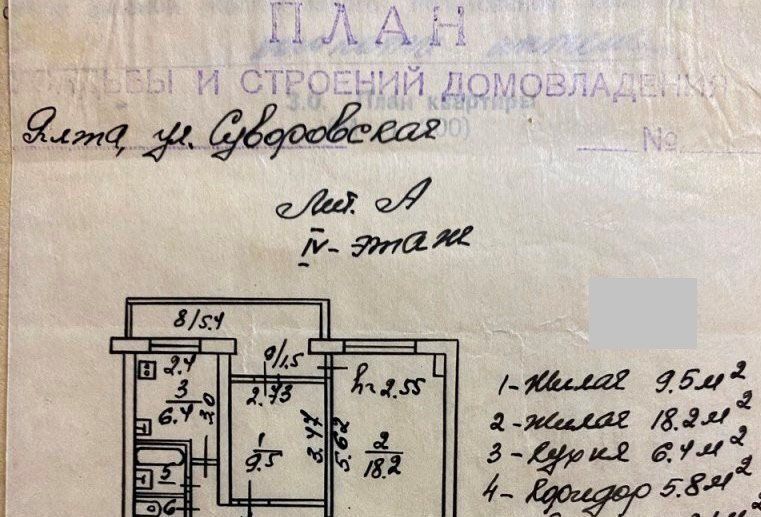 ПЛАН
УСАДЬБЫ И СТРОЕНИЙ ДОМОВЛАДЕНИЯ
3.0. План квартиры
Ялта, ул. Суворовская
№
Лит. А
IV- этаж
8/5.4
9/1.5
2.4
3
6.4
3.0
2.73
h=2.55
1
9.5
3.47
5.62
2
18.2
5
6
1-жилая 9.5м²
2-жилая 18.2м²
3-кухня 6.4м²
4-коридор 5.8м²